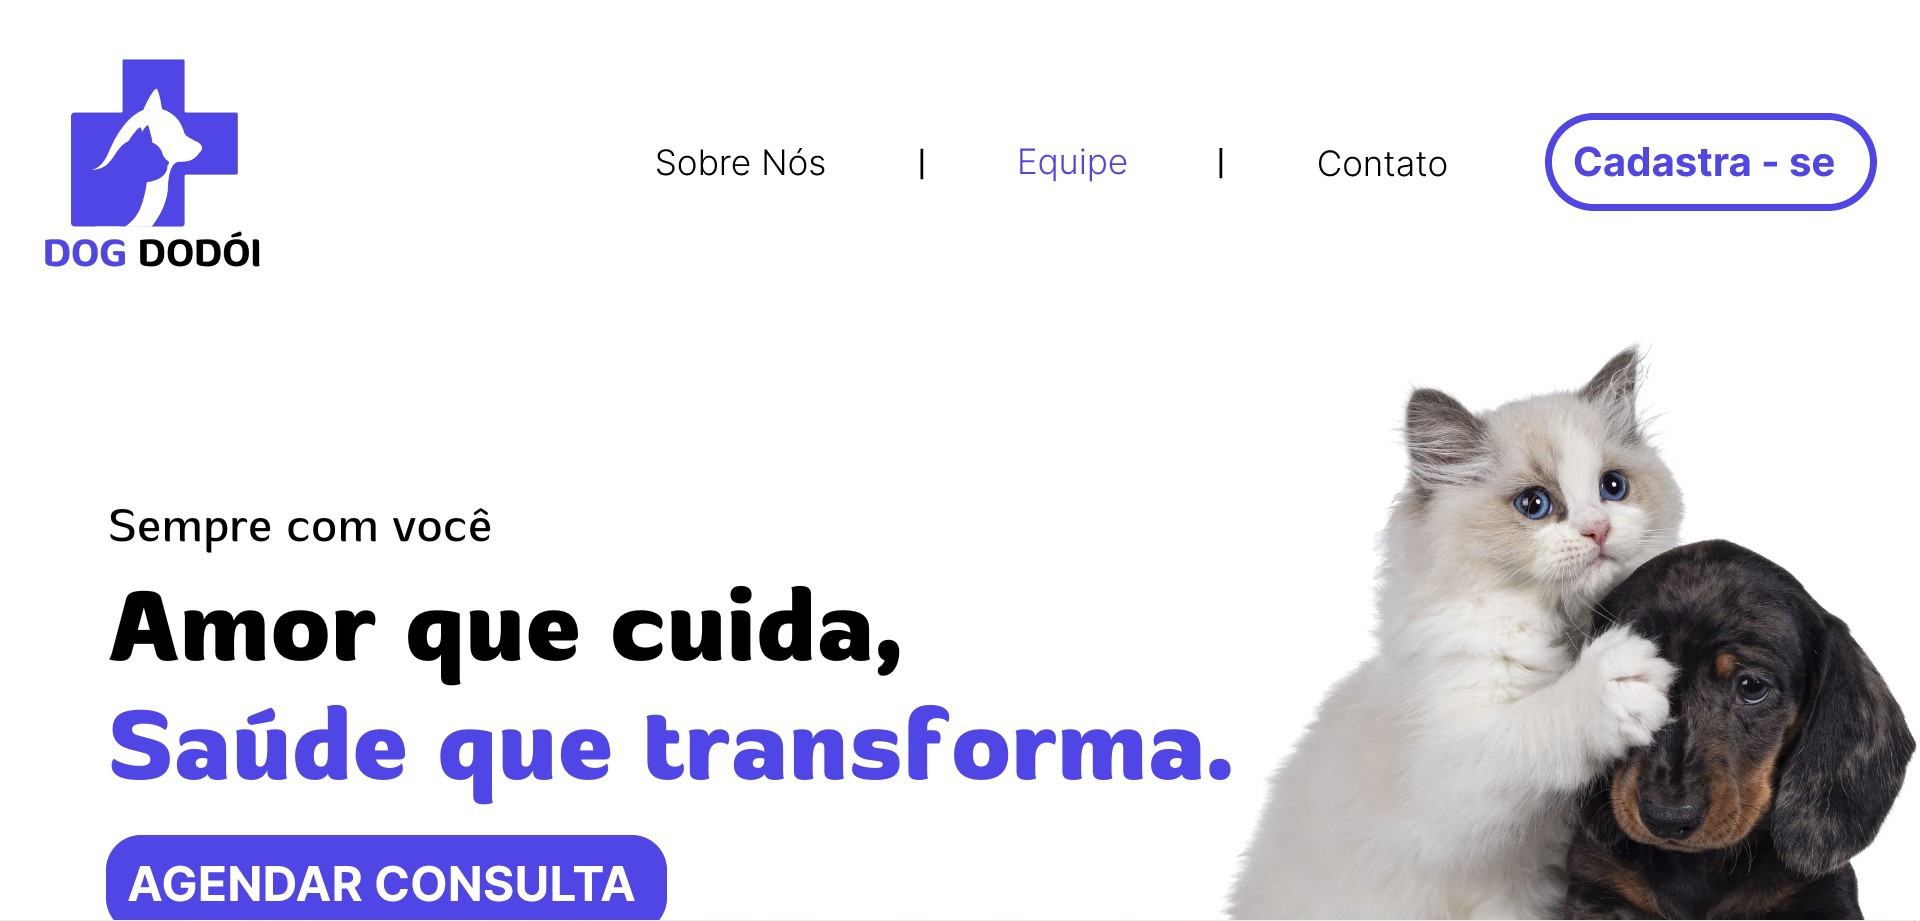 DOG DODÓI
Sobre Nós | Equipe | Contato
Cadastra - se
Sempre com você
Amor que cuida,
Saúde que transforma.
AGENDAR CONSULTA